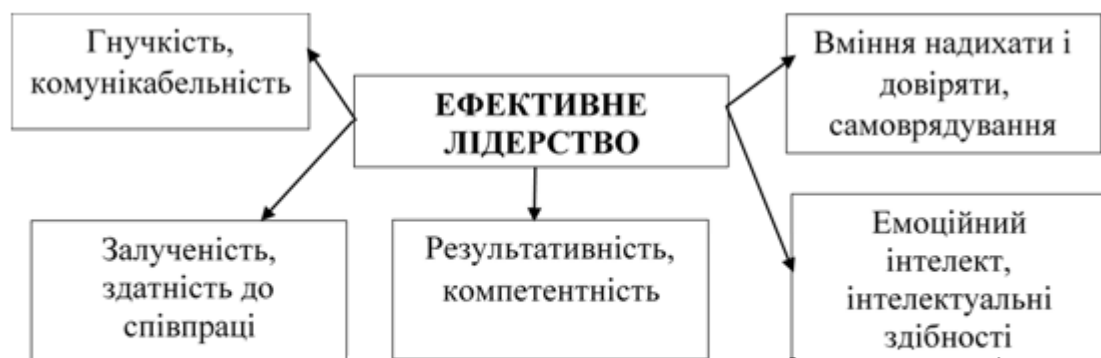 Гнучкість,
комунікабельність
ЕФЕКТИВНЕ
ЛІДЕРСТВО
Вміння надихати і
довіряти,
самоврядування
Залученість,
здатність до
співпраці
Результативність,
компетентність
Емоційний
інтелект,
інтелектуальні
здібності